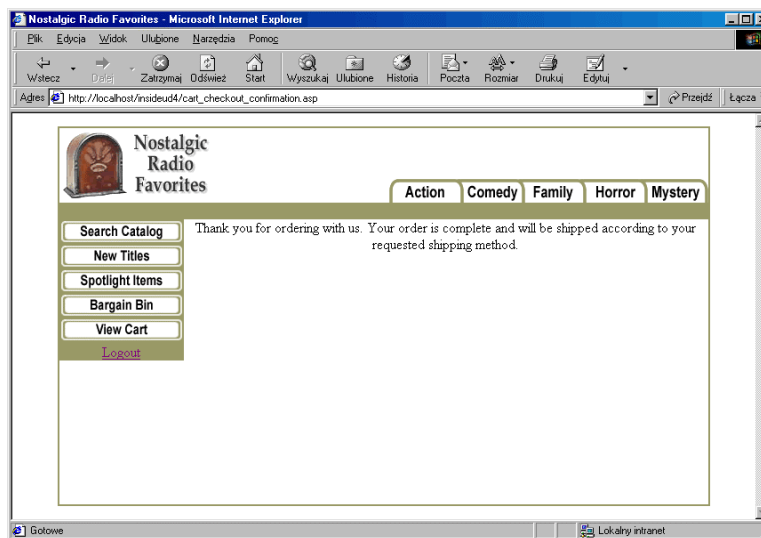 Nostalgic Radio Favorites - Microsoft Internet Explorer
Plik Edycja Widok Ulubione Narzędzia Pomoc
Wstecz Dalej Zatrzymaj Odśwież Start Wyszukaj Ulubione Historia Poczta Rozmiar Drukuj Edytuj
Adres http://localhost/insideud4/cart_checkout_confirmation.asp Przejdź Łącza
Nostalgic
Radio
Favorites
Action Comedy Family Horror Mystery
Search Catalog
New Titles
Spotlight Items
Bargain Bin
View Cart
Logout
Thank you for ordering with us. Your order is complete and will be shipped according to your
requested shipping method.
Gotowe Lokalny intranet